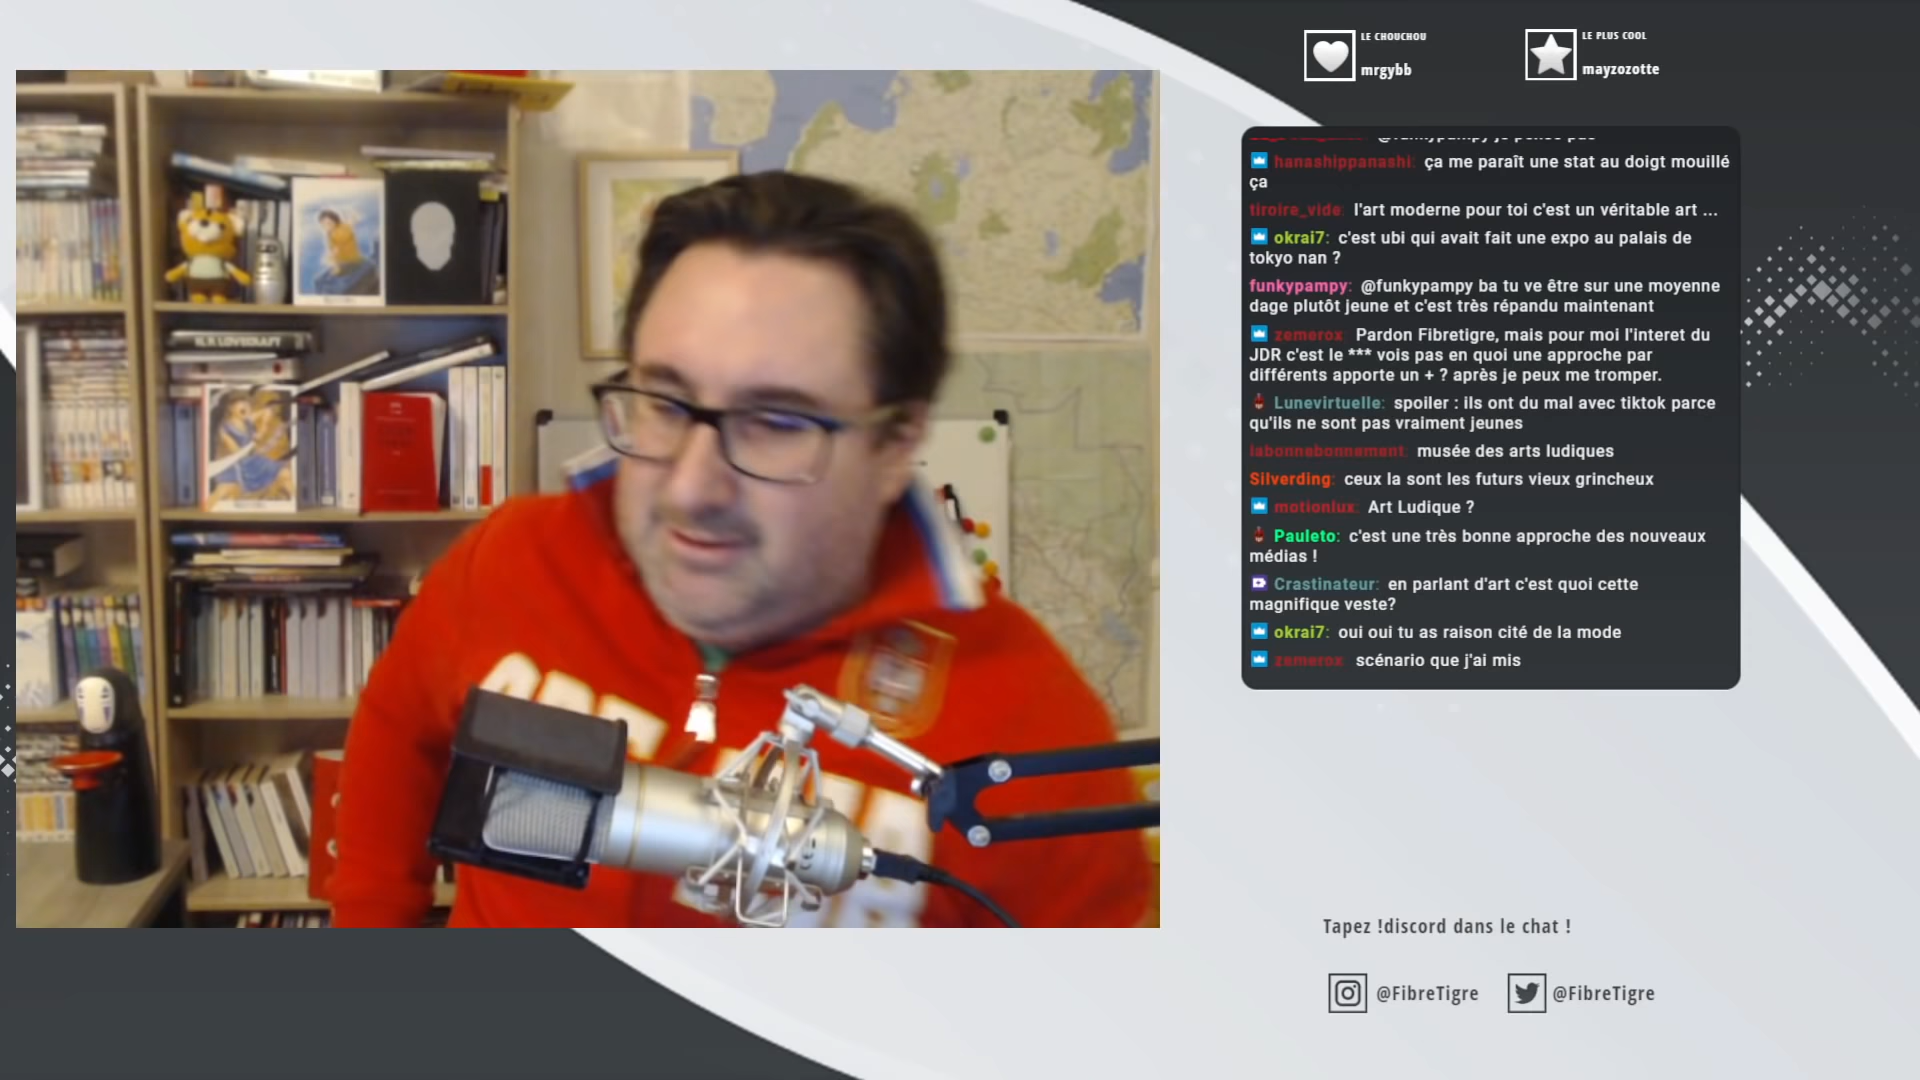 LE CHOUCHOU
mrgybb
LE PLUS COOL
mayzozotte
hanashippanashi: ça me paraît une stat au doigt mouillé
ça
tiroire_vide: l'art moderne pour toi c'est un véritable art ...
okrai7: c'est ubi qui avait fait une expo au palais de
tokyo nan ?
funkypampy: @funkypampy ba tu ve être sur une moyenne
dage plutôt jeune et c'est très répandu maintenant
zemerox: Pardon Fibretigre, mais pour moi l'interet du
JDR c'est le *** vois pas en quoi une approche par
différents apporte un + ? après je peux me tromper.
Lunevirtuelle: spoiler : ils ont du mal avec tiktok parce
qu'ils ne sont pas vraiment jeunes
labonnebonnement: musée des arts ludiques
Silverding: ceux la sont les futurs vieux grincheux
motionlux: Art Ludique ?
Pauleto: c'est une très bonne approche des nouveaux
médias !
Crastinateur: en parlant d'art c'est quoi cette
magnifique veste?
okrai7: oui oui tu as raison cité de la mode
zemerox: scénario que j'ai mis
Tapez !discord dans le chat !
@FibreTigre
@FibreTigre
H.P. LOVECRAFT